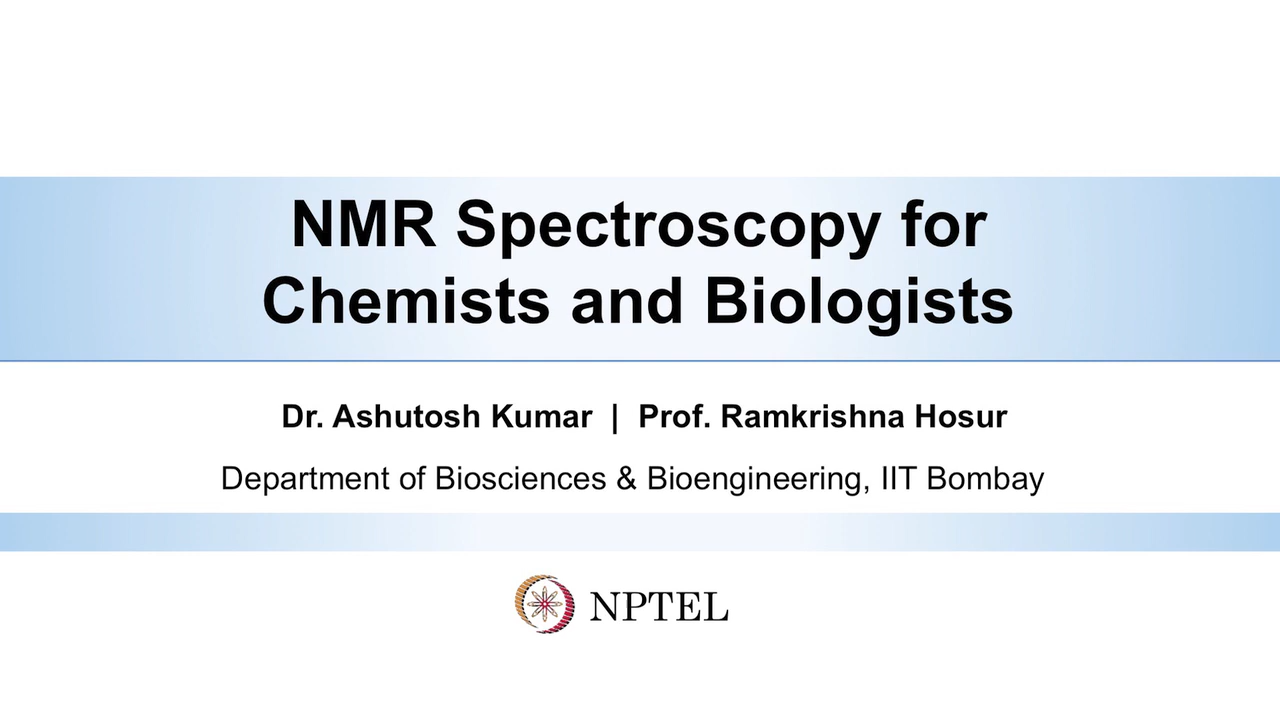 NMR Spectroscopy for
Chemists and Biologists
Dr. Ashutosh Kumar | Prof. Ramkrishna Hosur
Department of Biosciences & Bioengineering, IIT Bombay
NPTEL